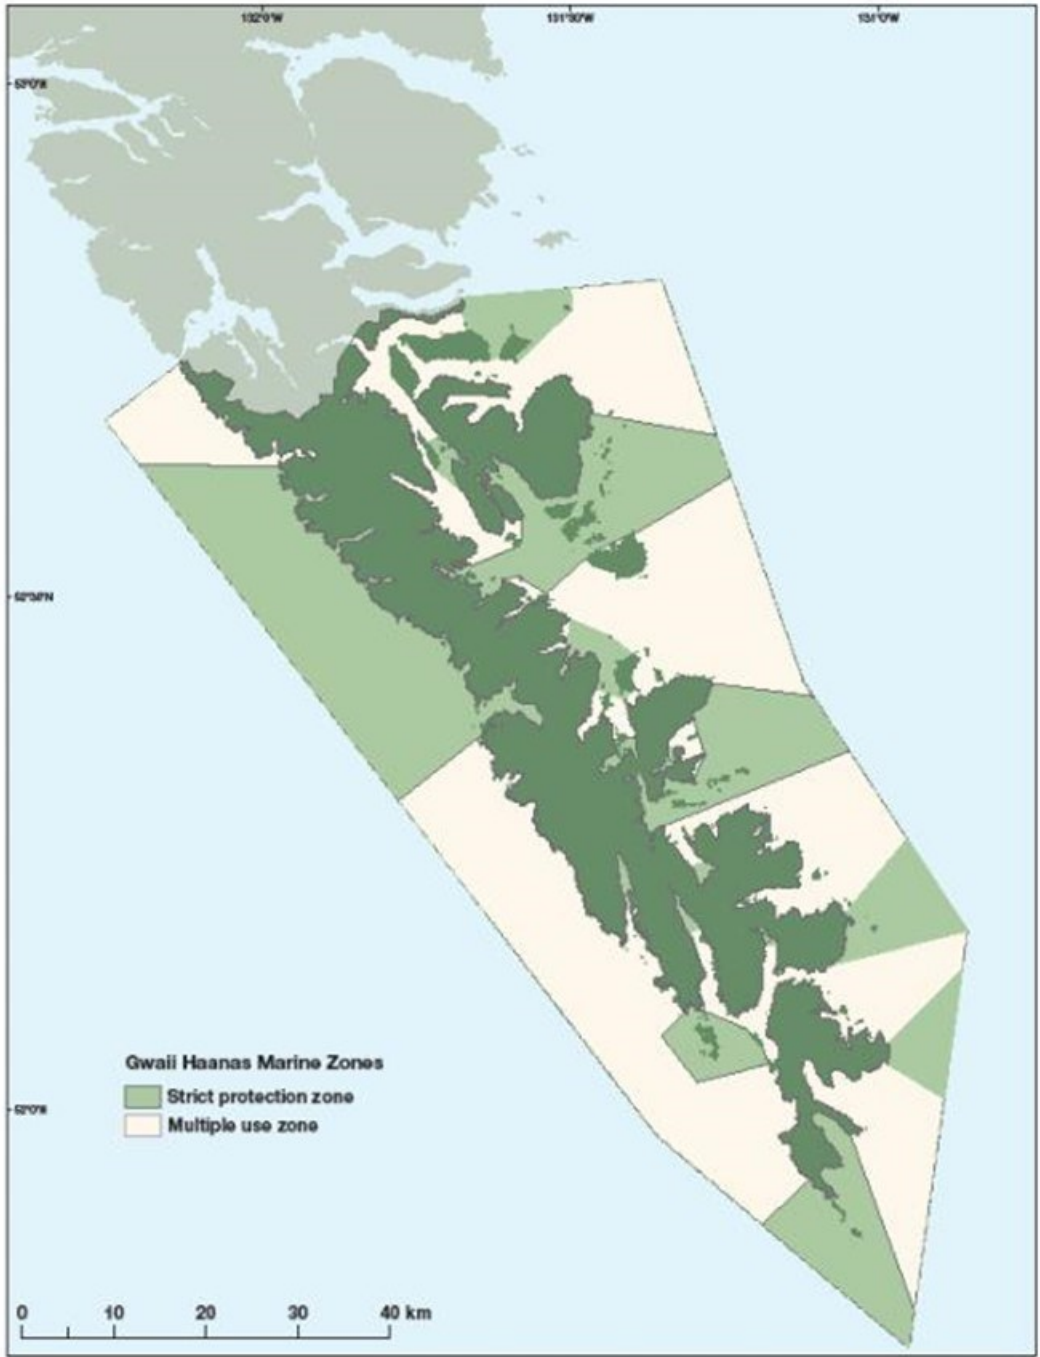 132°0'W 131°30'W 131°0'W
53°0'N
52°30'N
Gwaii Haanas Marine Zones
Strict protection zone
Multiple use zone
52°0'N
0 10 20 30 40 km